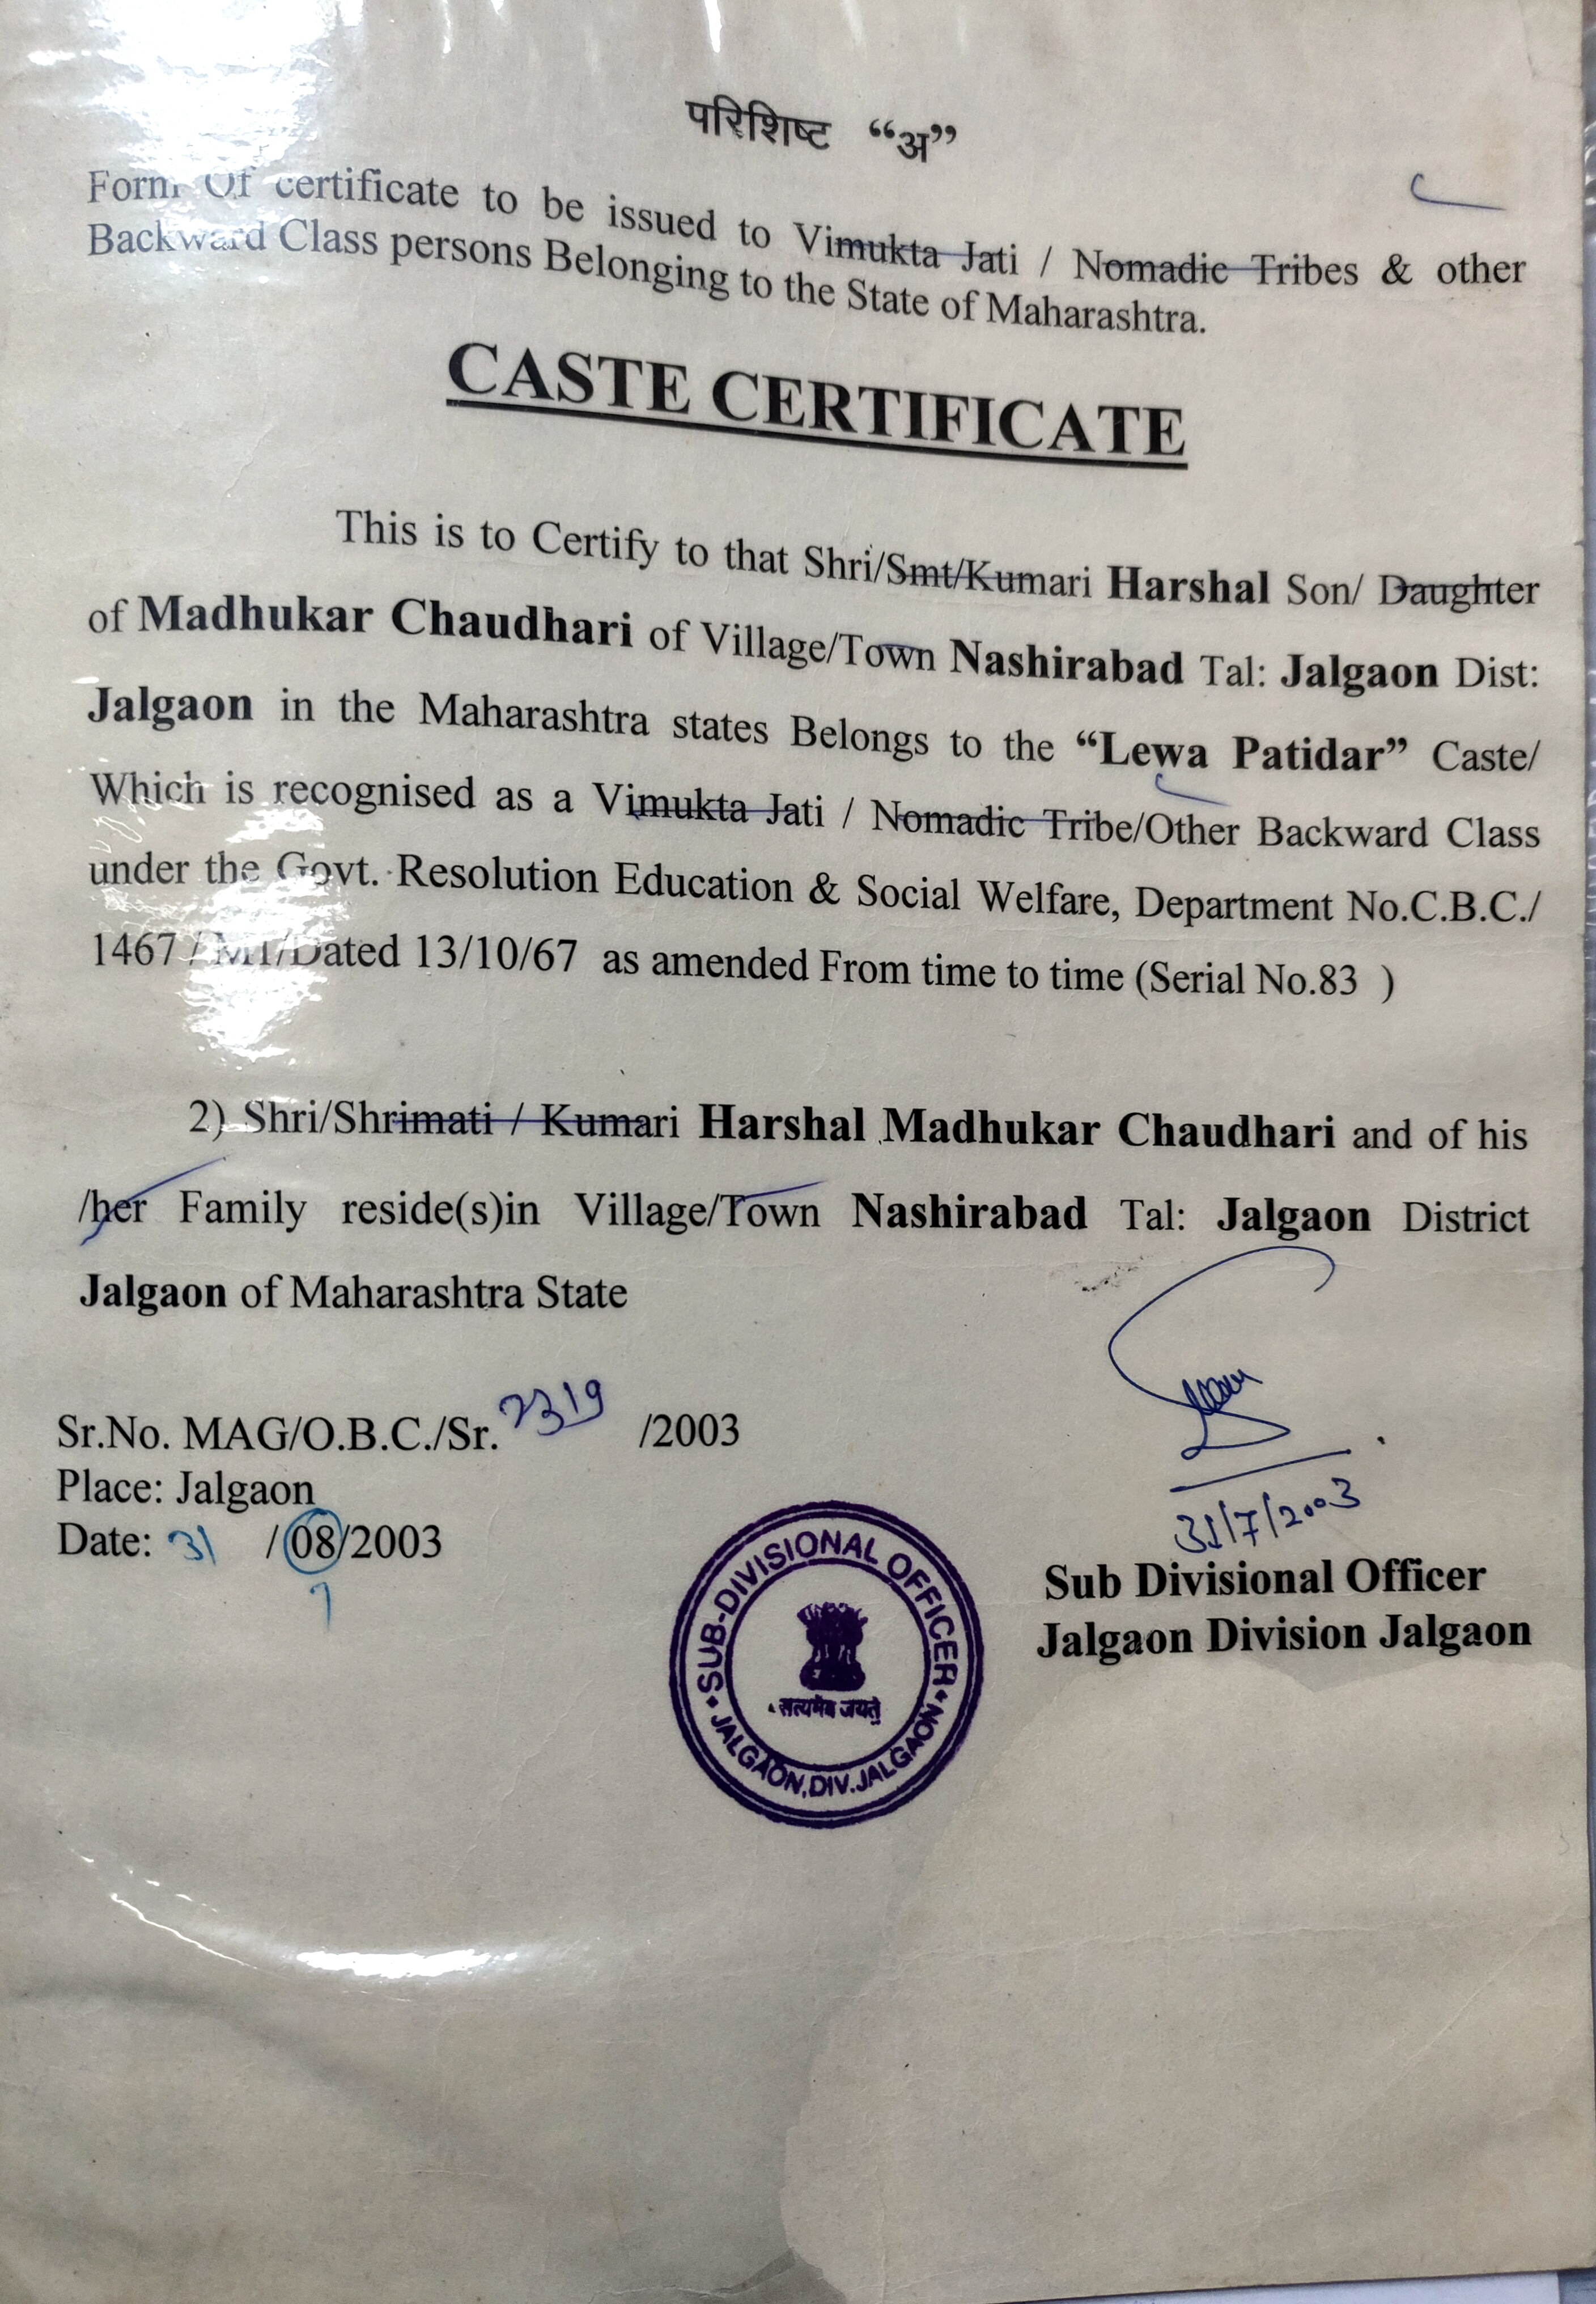 परिशिष्ट “अ”
Form Of certificate to be issued to Vimukta Jati / Nomadic Tribes & other
Backward Class persons Belonging to the State of Maharashtra.
CASTE CERTIFICATE
This is to Certify to that Shri/Smt/Kumari Harshal Son/ Daughter
of Madhukar Chaudhari of Village/Town Nashirabad Tal: Jalgaon Dist:
Jalgaon in the Maharashtra states Belongs to the “Lewa Patidar” Caste/
Which is recognised as a Vimukta Jati / Nomadic Tribe/Other Backward Class
under the Govt. Resolution Education & Social Welfare, Department No.C.B.C./
1467 / M1/Dated 13/10/67 as amended From time to time (Serial No.83 )
2) Shri/Shrimati / Kumari Harshal Madhukar Chaudhari and of his
/her Family reside(s)in Village/Town Nashirabad Tal: Jalgaon District
Jalgaon of Maharashtra State
Sr.No. MAG/O.B.C./Sr. 2319 /2003
Place: Jalgaon
Date: 31 /08/2003
7
31/7/2003
Sub Divisional Officer
Jalgaon Division Jalgaon
SUB-DIVISIONAL OFFICER
सत्यमेव जयते
JALGAON,DIV.JALGAON